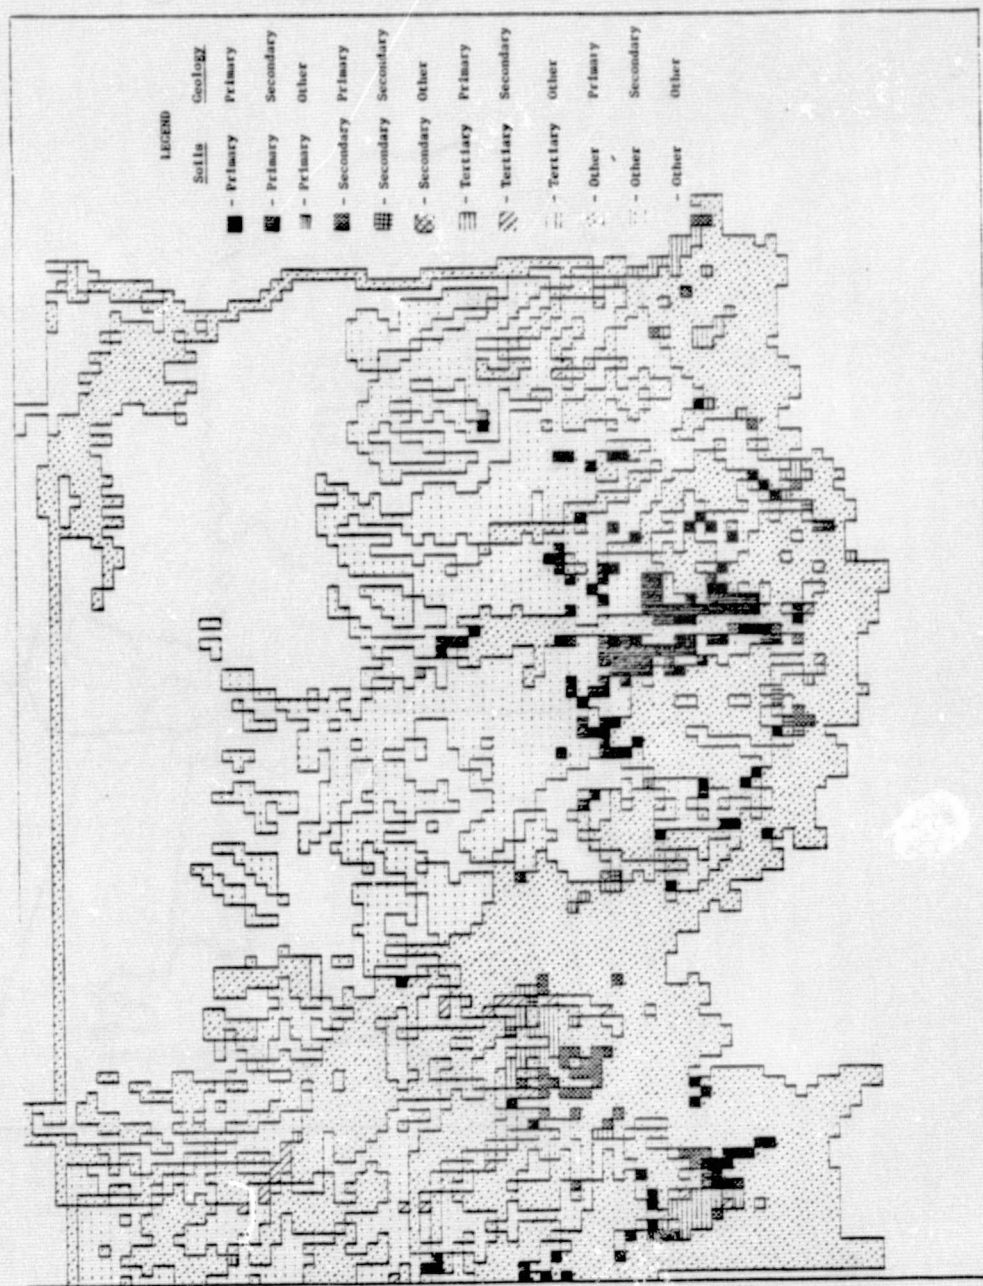 LEGEND
Soils Geology
- Primary Primary
- Primary Secondary
- Primary Other
- Secondary Primary
- Secondary Secondary
- Secondary Other
- Tertiary Primary
- Tertiary Secondary
- Tertiary Other
- Other Primary
- Other Secondary
- Other Other